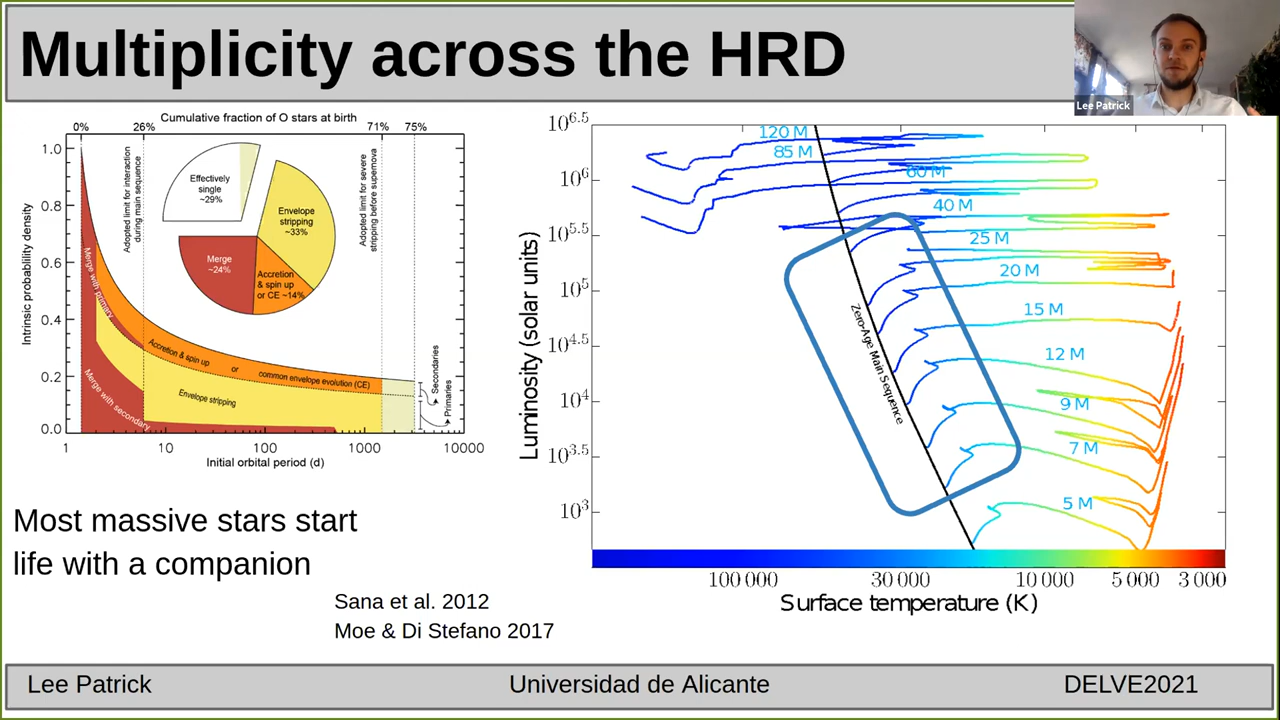 Multiplicity across the HRD
Lee Patrick
Cumulative fraction of O stars at birth
0% 26% 71% 75%
Intrinsic probability density
1.0
0.8
0.6
0.4
0.2
0.0
Adopted limit for interaction
during main sequence
Adopted limit for severe
stripping before supernova
Effectively
single
~29%
Envelope
stripping
~33%
Merge
~24%
Accretion
& spin up
or CE ~14%
Merge with primary
Accretion & spin up or common envelope evolution (CE)
Envelope stripping
Merge with secondary
Secondaries
Primaries
1 10 100 1000 10000
Initial orbital period (d)
Luminosity (solar units)
10^6.5
10^6
10^5.5
10^5
10^4.5
10^4
10^3.5
10^3
120 M
85 M
60 M
40 M
25 M
20 M
15 M
12 M
9 M
7 M
5 M
Zero-Age Main Sequence
100 000 30 000 10 000 5 000 3 000
Surface temperature (K)
Most massive stars start
life with a companion
Sana et al. 2012
Moe & Di Stefano 2017
Lee Patrick Universidad de Alicante DELVE2021